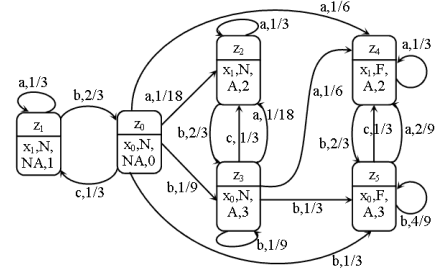 a,1/6
a,1/3
z₂
x₁,N,
A,2
z₄
x₁,F,
A,2
a,1/3
a,1/3
b,2/3
a,1/18
a,1/6
z₁
x₁,N,
NA,1
z₀
x₀,N,
NA,0
b,2/3
c,1/3
a,1/18
b,2/3
c,1/3
a,2/9
c,1/3
b,1/9
z₃
x₀,N,
A,3
b,1/3
z₅
x₀,F,
A,3
b,4/9
b,1/9
b,1/3